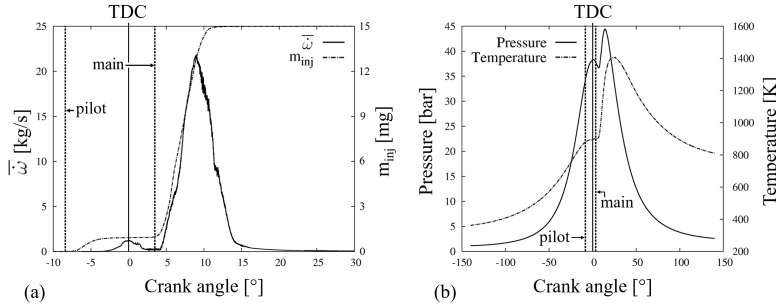 TDC
25
20
15
10
5
0
ω̇ [kg/s]
15
12
9
6
3
0
m_inj [mg]
ω̇
m_inj
main
pilot
-10 -5 0 5 10 15 20 25 30
Crank angle [°]
(a)
TDC
45
40
35
30
25
20
15
10
5
0
Pressure [bar]
1600
1400
1200
1000
800
600
400
200
Temperature [K]
Pressure
Temperature
main
pilot
-150 -100 -50 0 50 100 150
Crank angle [°]
(b)